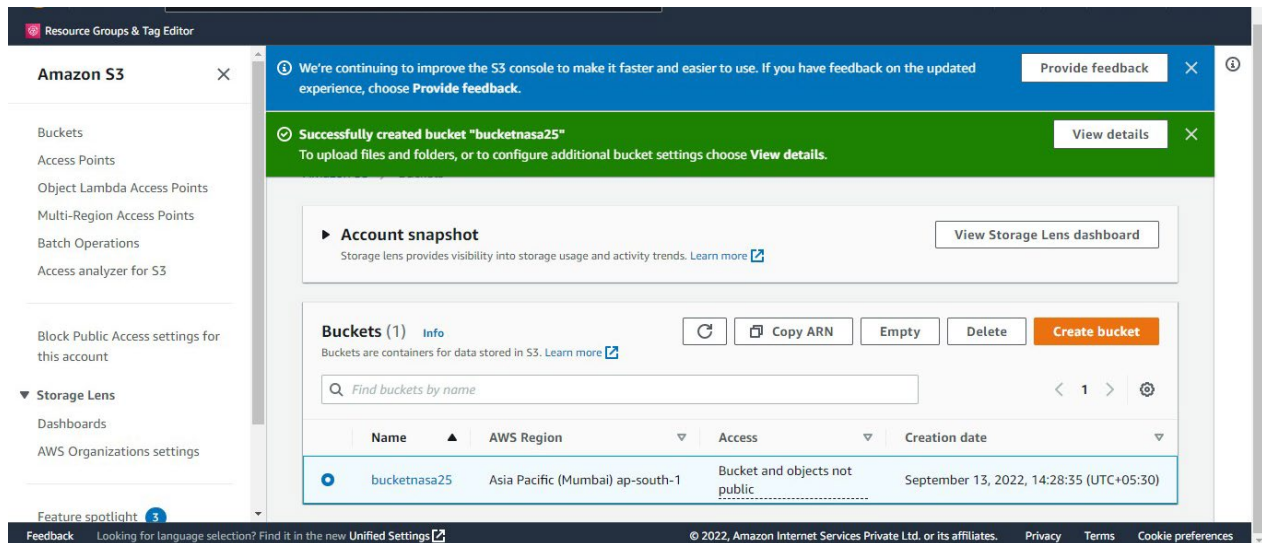 Resource Groups & Tag Editor
Amazon S3
Buckets
Access Points
Object Lambda Access Points
Multi-Region Access Points
Batch Operations
Access analyzer for S3
Block Public Access settings for
this account
Storage Lens
Dashboards
AWS Organizations settings
Feature spotlight 3
We're continuing to improve the S3 console to make it faster and easier to use. If you have feedback on the updated
experience, choose Provide feedback.
Provide feedback
Successfully created bucket "bucketnasa25"
To upload files and folders, or to configure additional bucket settings choose View details.
View details
Account snapshot
Storage lens provides visibility into storage usage and activity trends. Learn more
View Storage Lens dashboard
Buckets (1) Info
Buckets are containers for data stored in S3. Learn more
Copy ARN
Empty
Delete
Create bucket
Find buckets by name
1
Name AWS Region Access Creation date
bucketnasa25 Asia Pacific (Mumbai) ap-south-1 Bucket and objects not September 13, 2022, 14:28:35 (UTC+05:30)
public
Feedback Looking for language selection? Find it in the new Unified Settings © 2022, Amazon Internet Services Private Ltd. or its affiliates. Privacy Terms Cookie preferences